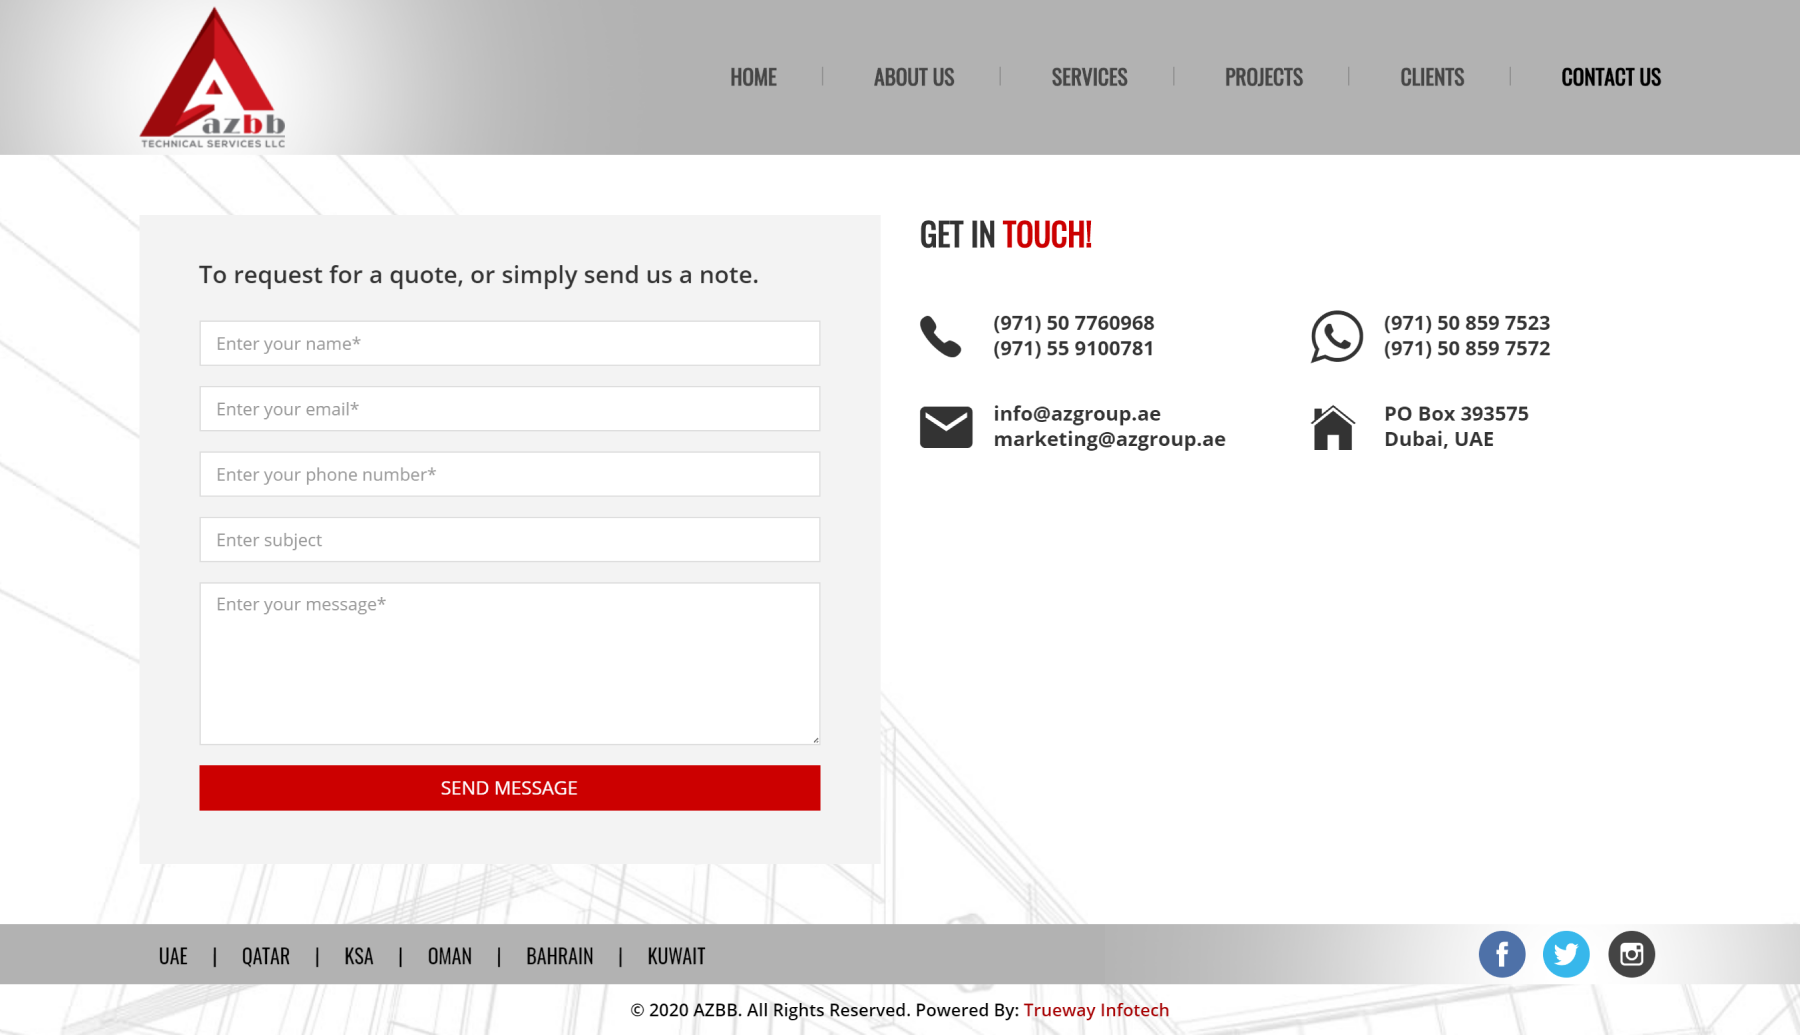 azbb
TECHNICAL SERVICES LLC
HOME | ABOUT US | SERVICES | PROJECTS | CLIENTS | CONTACT US
To request for a quote, or simply send us a note.
Enter your name*
Enter your email*
Enter your phone number*
Enter subject
Enter your message*
SEND MESSAGE
GET IN TOUCH!
(971) 50 7760968
(971) 55 9100781
(971) 50 859 7523
(971) 50 859 7572
info@azgroup.ae
marketing@azgroup.ae
PO Box 393575
Dubai, UAE
UAE | QATAR | KSA | OMAN | BAHRAIN | KUWAIT
© 2020 AZBB. All Rights Reserved. Powered By: Trueway Infotech